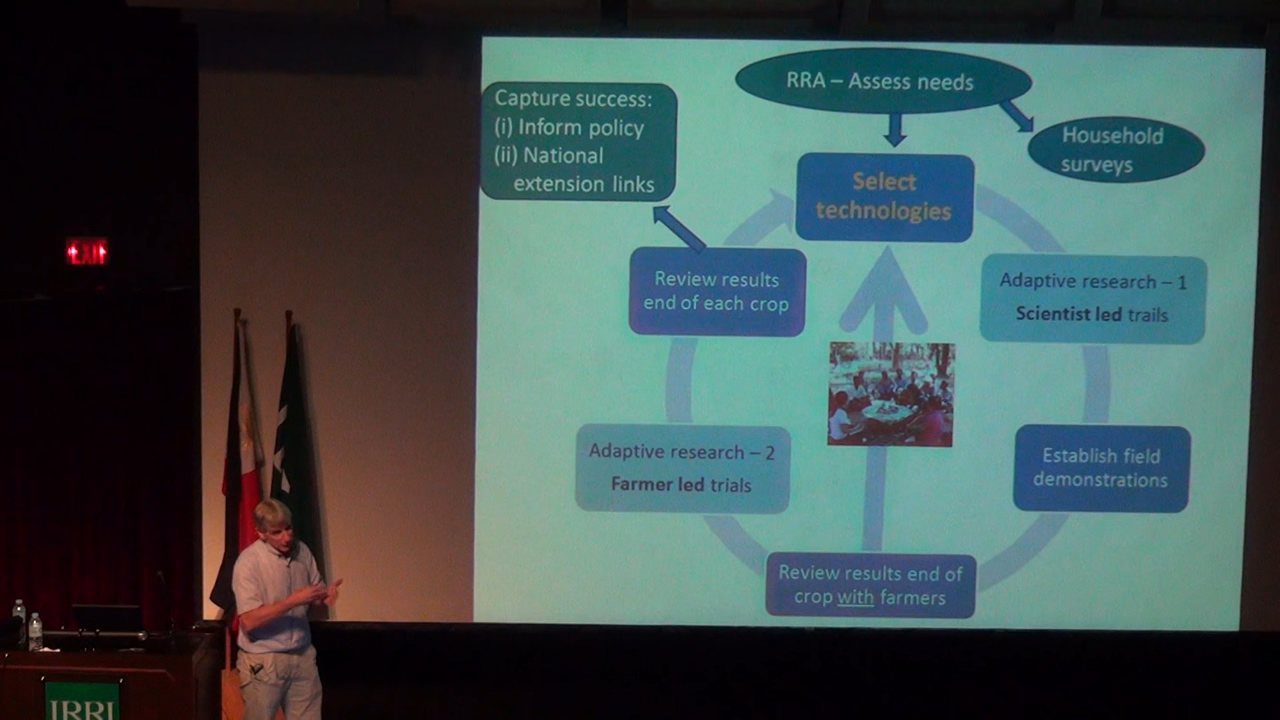 RRA – Assess needs
Capture success:
(i) Inform policy
(ii) National
extension links
Household
surveys
Select
technologies
Review results
end of each crop
Adaptive research – 1
Scientist led trails
EXIT
Adaptive research – 2
Farmer led trials
Establish field
demonstrations
Review results end of
crop with farmers
IRRI